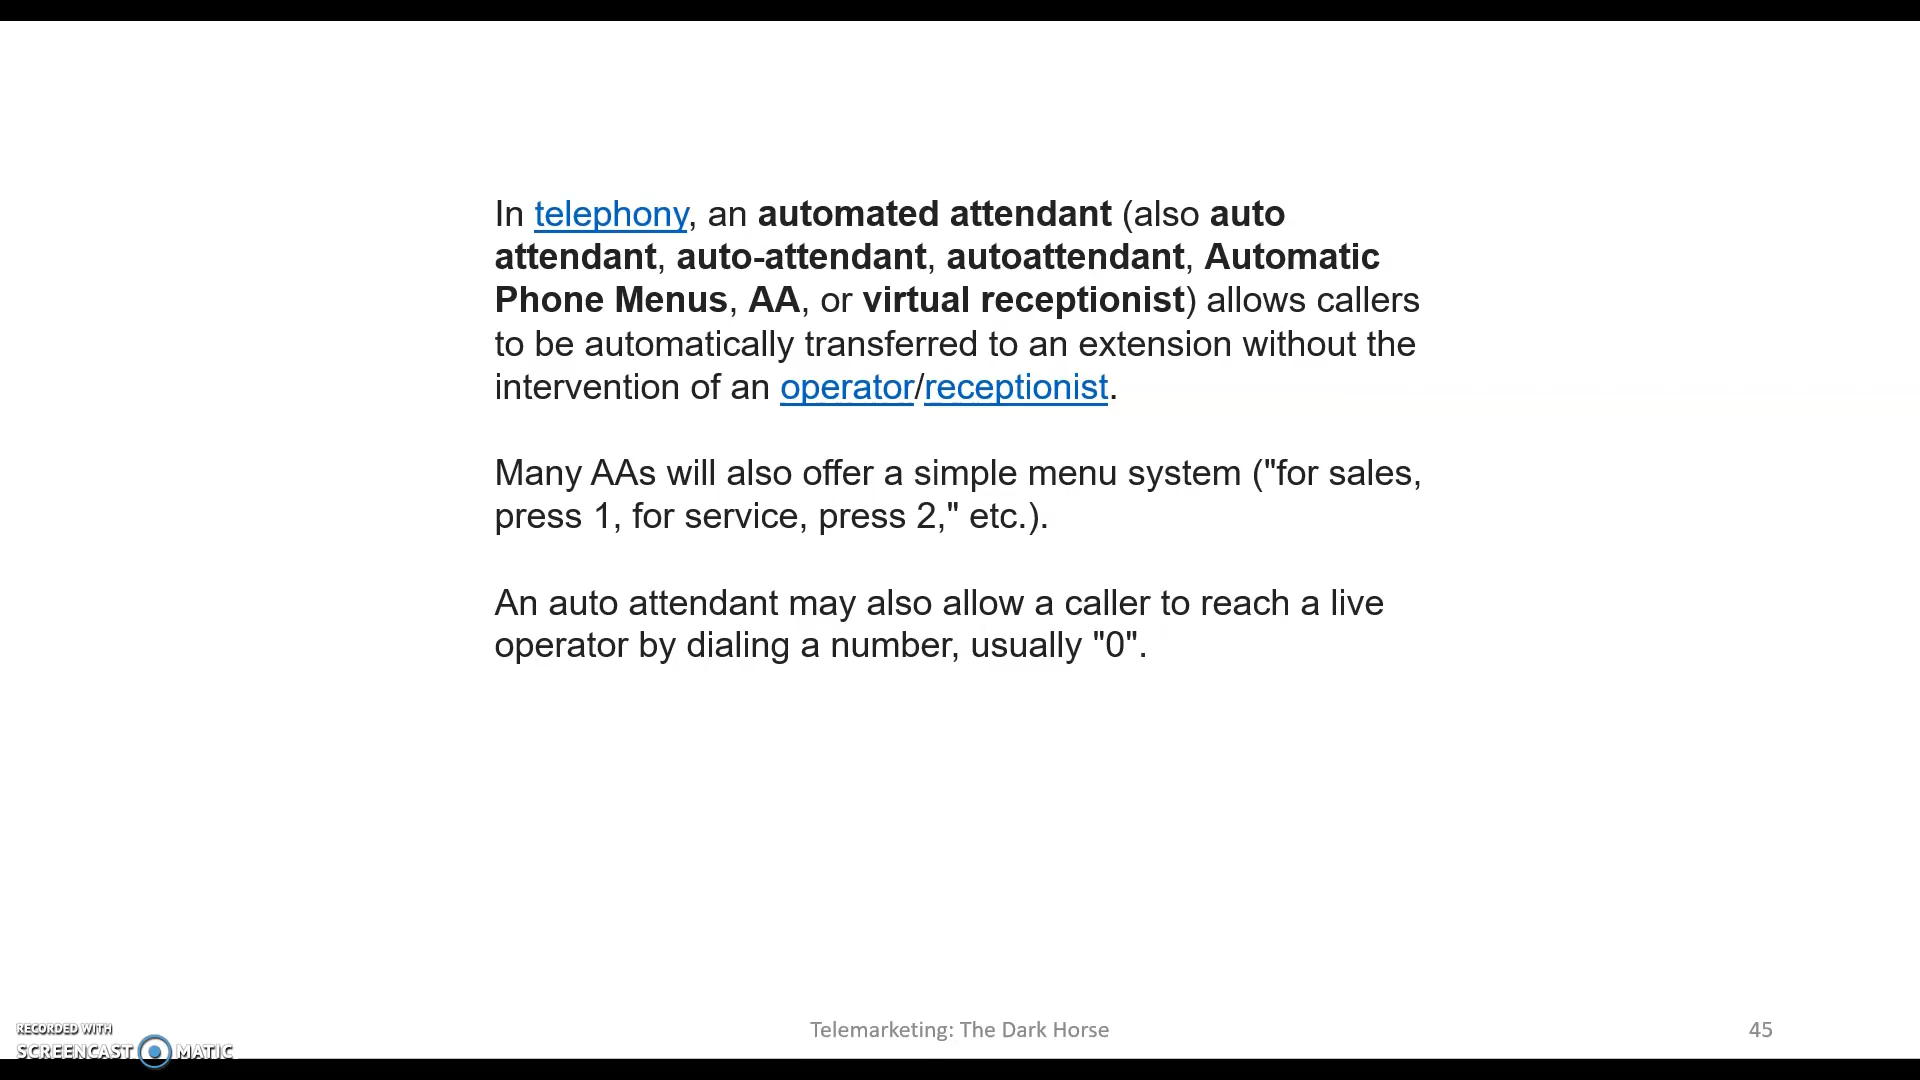 In telephony, an automated attendant (also auto
attendant, auto-attendant, autoattendant, Automatic
Phone Menus, AA, or virtual receptionist) allows callers
to be automatically transferred to an extension without the
intervention of an operator/receptionist.
Many AAs will also offer a simple menu system ("for sales,
press 1, for service, press 2," etc.).
An auto attendant may also allow a caller to reach a live
operator by dialing a number, usually "0".
Telemarketing: The Dark Horse
45
RECORDED WITH
SCREENCAST MATIC